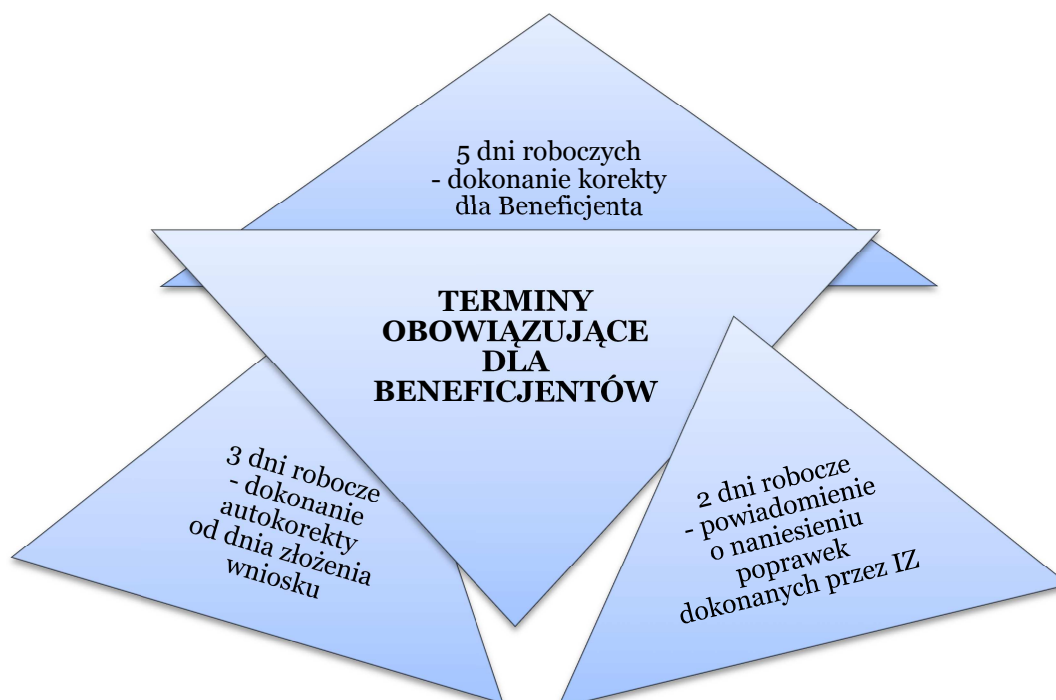 5 dni roboczych
- dokonanie korekty
dla Beneficjenta
TERMINY
OBOWIĄZUJĄCE
DLA
BENEFICJENTÓW
3 dni robocze
- dokonanie
autokorekty
od dnia złożenia
wniosku
2 dni robocze
- powiadomienie
o naniesieniu
poprawek
dokonanych przez IZ